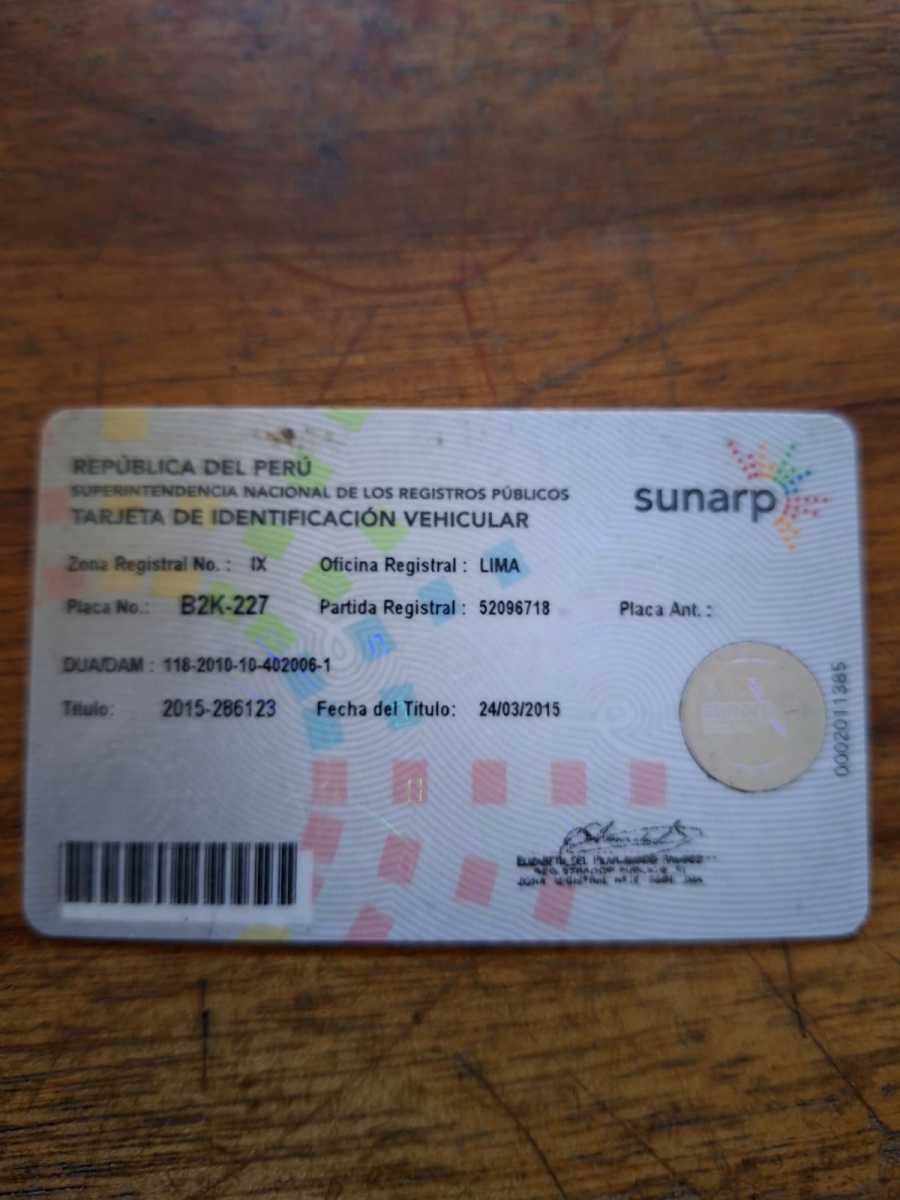 REPÚBLICA DEL PERÚ
SUPERINTENDENCIA NACIONAL DE LOS REGISTROS PÚBLICOS
TARJETA DE IDENTIFICACIÓN VEHICULAR
sunarp
Zona Registral No. : IX Oficina Registral : LIMA
Placa No.: B2K-227 Partida Registral : 52096718 Placa Ant. :
DUA/DAM : 118-2010-10-402006-1
Título: 2015-286123 Fecha del Título: 24/03/2015
0002011385